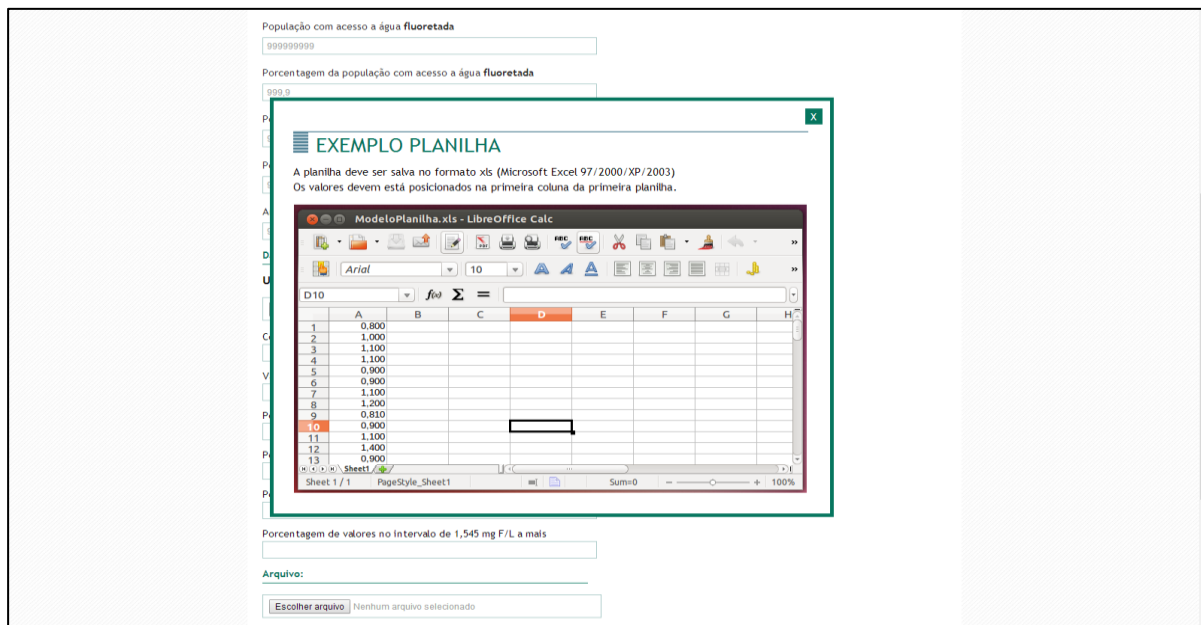 População com acesso a água fluoretada
999999999
Porcentagem da população com acesso a água fluoretada
999,9
X
EXEMPLO PLANILHA
A planilha deve ser salva no formato xls (Microsoft Excel 97/2000/XP/2003)
Os valores devem está posicionados na primeira coluna da primeira planilha.
ModeloPlanilha.xls - LibreOffice Calc
Arial 10
D10 f(x) Σ =
A B C D E F G H
1 0,800
2 1,000
3 1,100
4 1,100
5 0,900
6 0,900
7 1,100
8 1,200
9 0,810
10 0,900
11 1,100
12 1,400
13 0,900
Sheet1
Sheet 1 / 1 PageStyle_Sheet1 Sum=0 100%
Porcentagem de valores no intervalo de 1,545 mg F/L a mais
Arquivo:
Escolher arquivo Nenhum arquivo selecionado